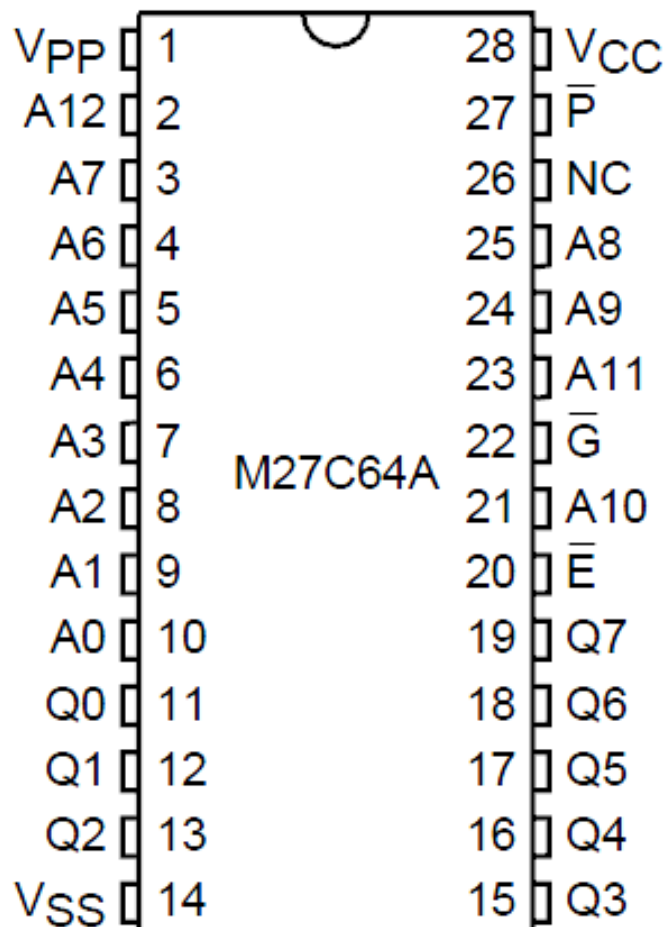 VPP 1 28 VCC
A12 2 27 P̅
A7 3 26 NC
A6 4 25 A8
A5 5 24 A9
A4 6 23 A11
A3 7 22 G̅
M27C64A
A2 8 21 A10
A1 9 20 E̅
A0 10 19 Q7
Q0 11 18 Q6
Q1 12 17 Q5
Q2 13 16 Q4
VSS 14 15 Q3